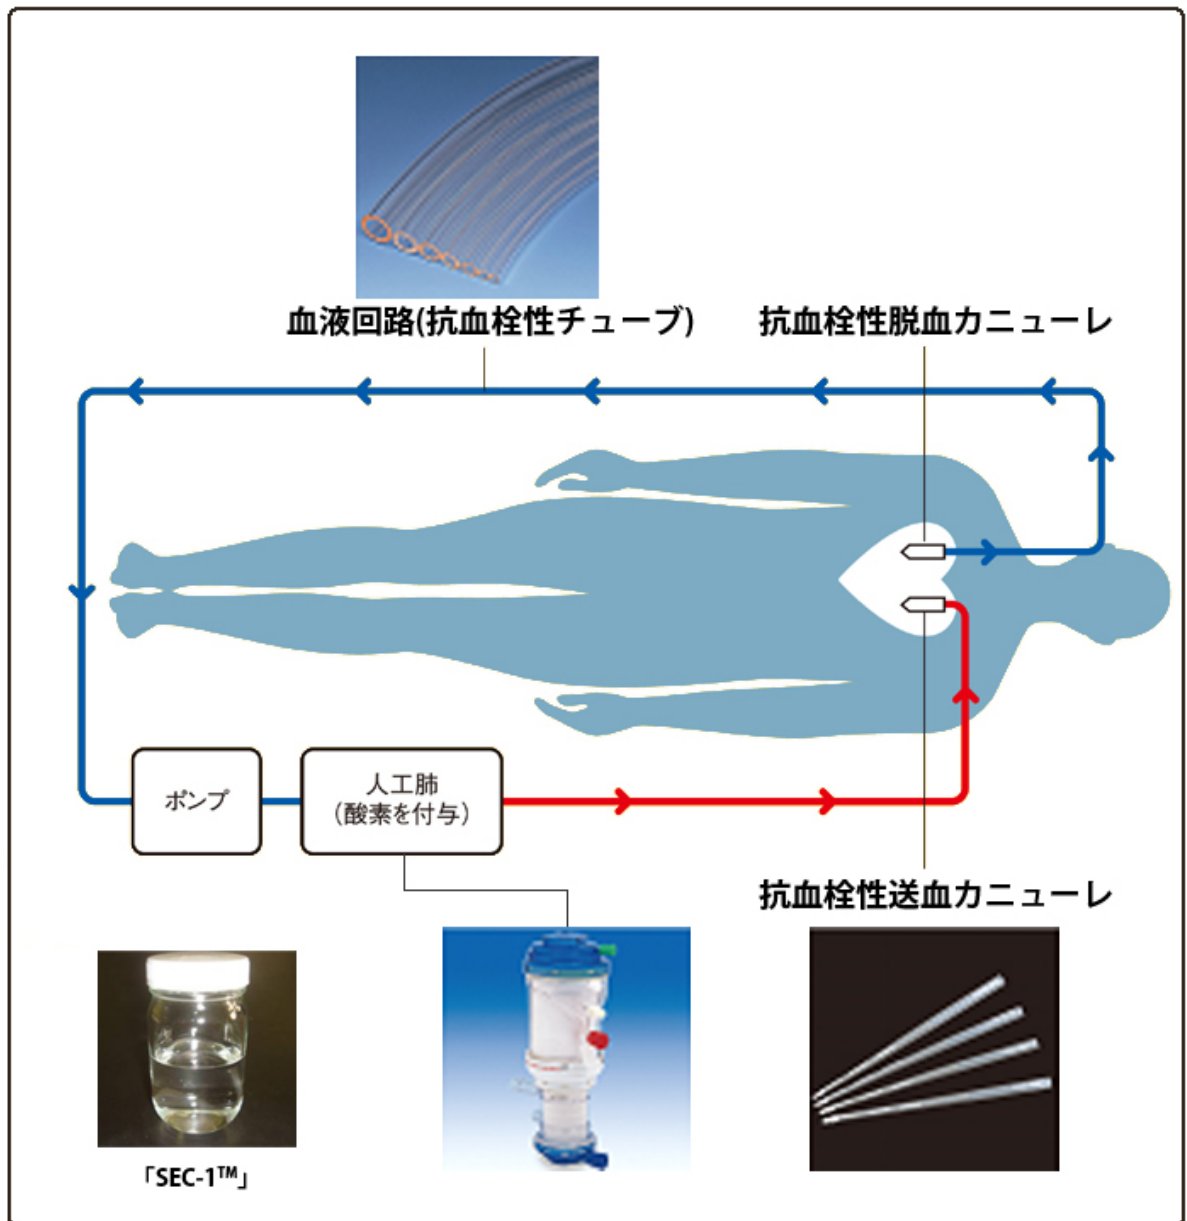 血液回路(抗血栓性チューブ)
抗血栓性脱血カニューレ
ポンプ
人工肺
（酸素を付与）
抗血栓性送血カニューレ
「SEC-1™」